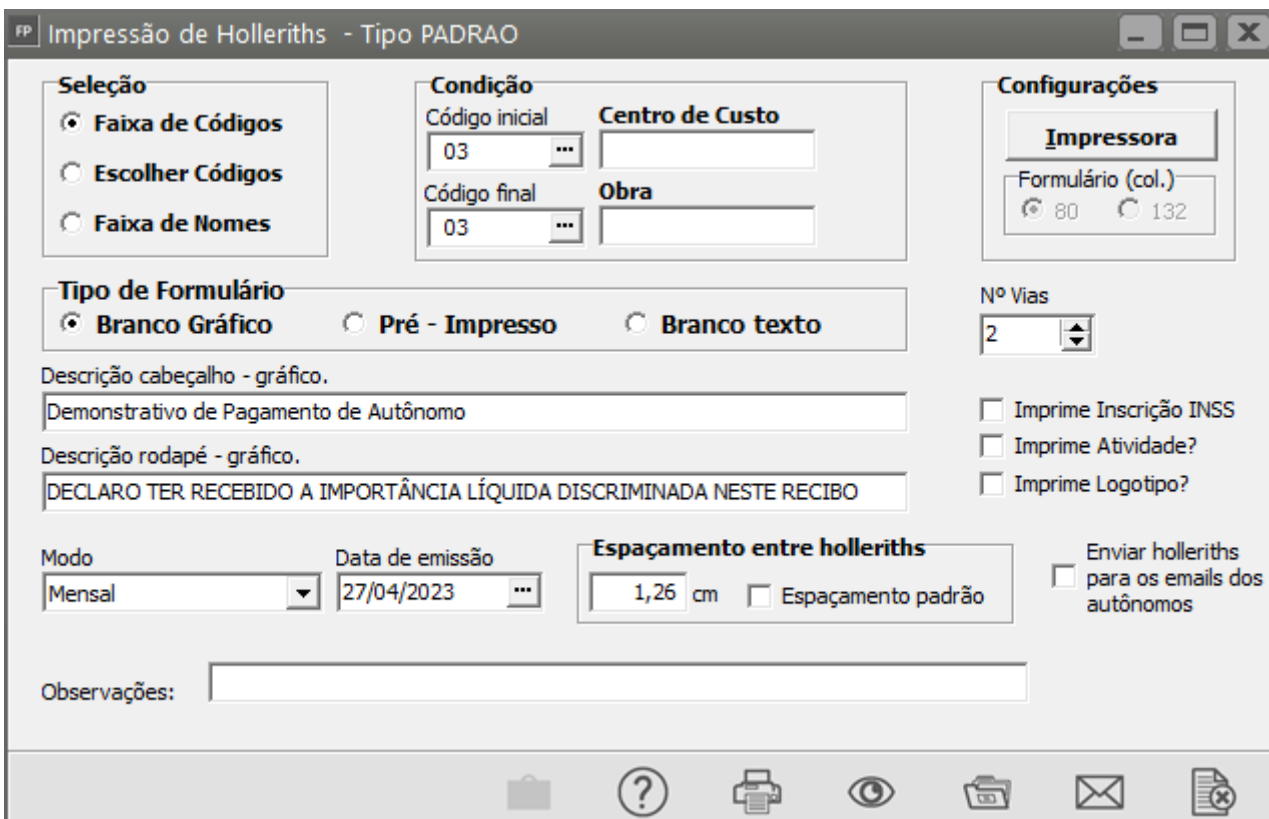 FP Impressão de Holleriths - Tipo PADRAO
Seleção
Faixa de Códigos
Escolher Códigos
Faixa de Nomes
Condição
Código inicial
03 ...
Código final
03 ...
Centro de Custo
Obra
Configurações
Impressora
Formulário (col.)
80 132
Tipo de Formulário
Branco Gráfico Pré - Impresso Branco texto
Nº Vias
2
Descrição cabeçalho - gráfico.
Demonstrativo de Pagamento de Autônomo
Descrição rodapé - gráfico.
DECLARO TER RECEBIDO A IMPORTÂNCIA LÍQUIDA DISCRIMINADA NESTE RECIBO
Imprime Inscrição INSS
Imprime Atividade?
Imprime Logotipo?
Modo
Mensal
Data de emissão
27/04/2023 ...
Espaçamento entre holleriths
1,26 cm Espaçamento padrão
Enviar holleriths
para os emails dos
autônomos
Observações: